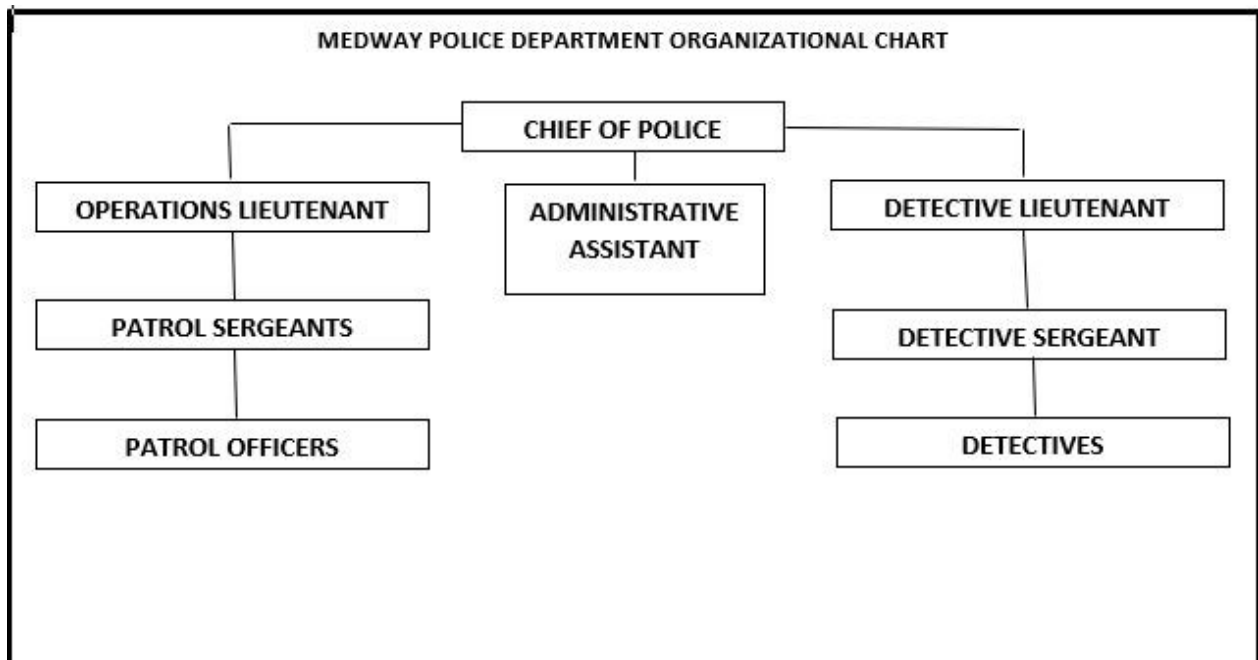 MEDWAY POLICE DEPARTMENT ORGANIZATIONAL CHART
CHIEF OF POLICE
OPERATIONS LIEUTENANT
ADMINISTRATIVE
ASSISTANT
DETECTIVE LIEUTENANT
PATROL SERGEANTS
DETECTIVE SERGEANT
PATROL OFFICERS
DETECTIVES